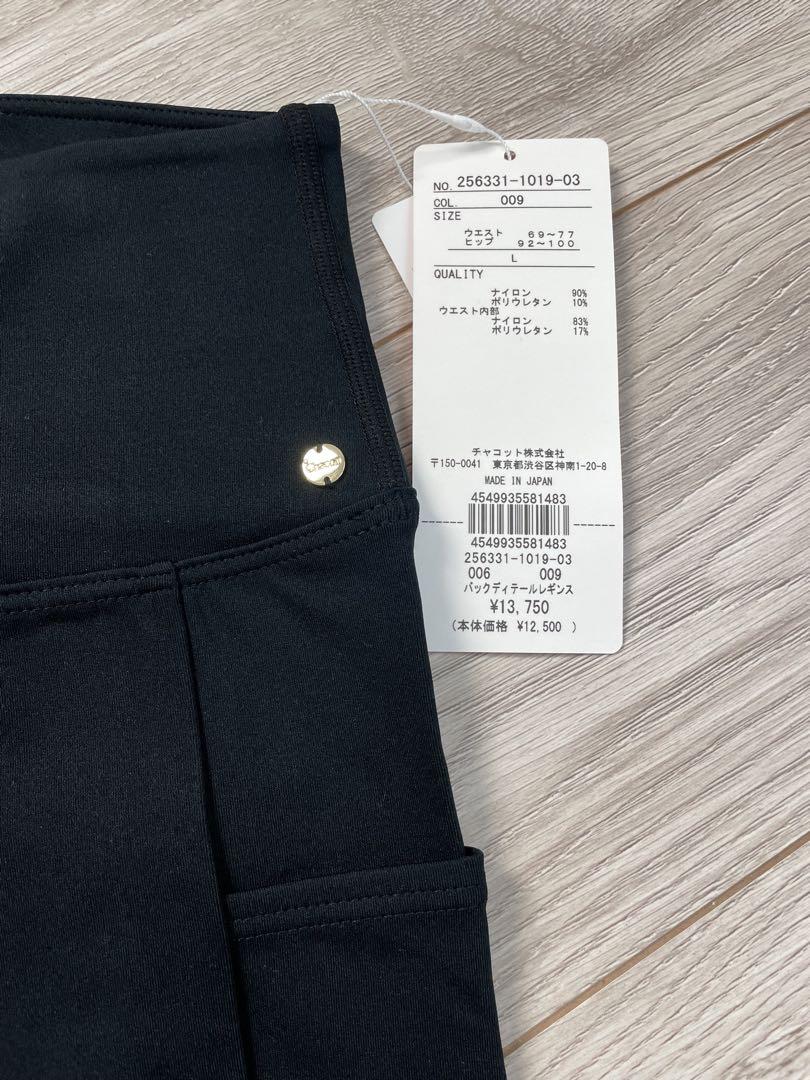 NO. 256331-1019-03
COL. 009
SIZE
ウエスト 69〜77
ヒップ 92〜100
L
QUALITY
ナイロン 90%
ポリウレタン 10%
ウエスト内部
ナイロン 83%
ポリウレタン 17%
チャコット株式会社
〒150-0041 東京都渋谷区神南1-20-8
MADE IN JAPAN
4549935581483
4549935581483
256331-1019-03
006 009
バックディテールレギンス
¥13,750
(本体価格 ¥12,500 )
Chacott